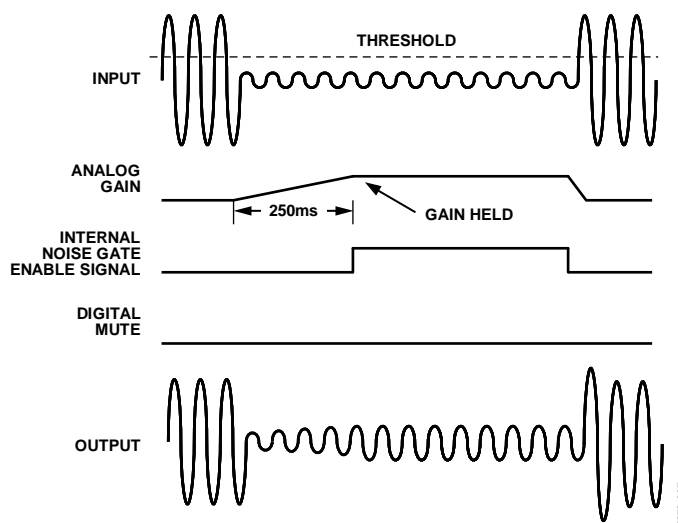 THRESHOLD
INPUT
ANALOG
GAIN
250ms
GAIN HELD
INTERNAL
NOISE GATE
ENABLE SIGNAL
DIGITAL
MUTE
OUTPUT